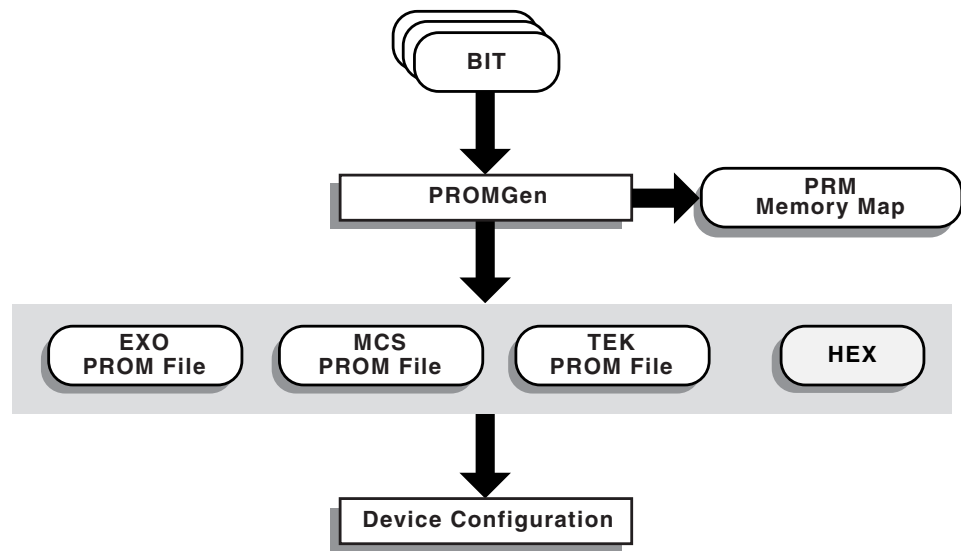 BIT
PROMGen
PRM
Memory Map
EXO
PROM File
MCS
PROM File
TEK
PROM File
HEX
Device Configuration